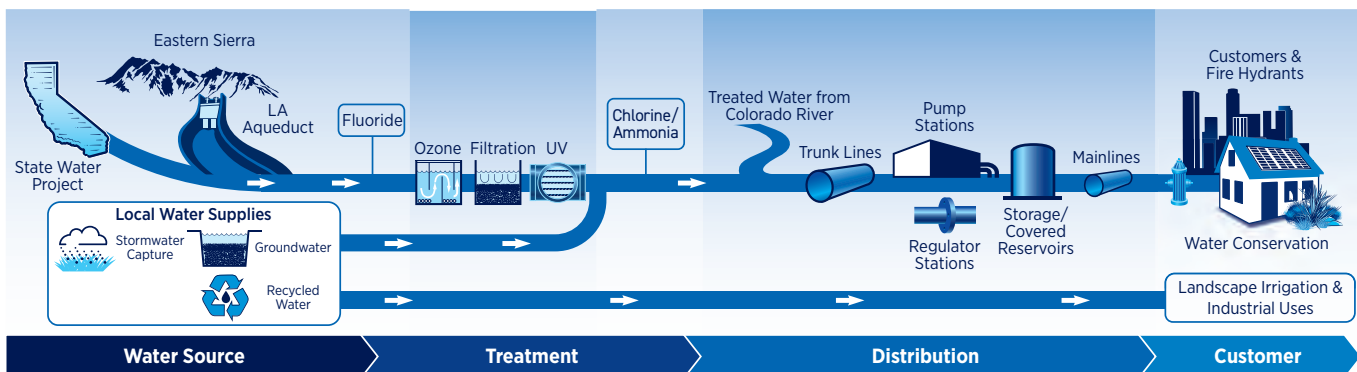 Eastern Sierra
LA
Aqueduct
State Water
Project
Fluoride
Ozone
Filtration
UV
Chlorine/
Ammonia
Treated Water from
Colorado River
Trunk Lines
Pump
Stations
Regulator
Stations
Storage/
Covered
Reservoirs
Mainlines
Customers &
Fire Hydrants
Water Conservation
Local Water Supplies
Stormwater
Capture
Groundwater
Recycled
Water
Landscape Irrigation &
Industrial Uses
Water Source
Treatment
Distribution
Customer